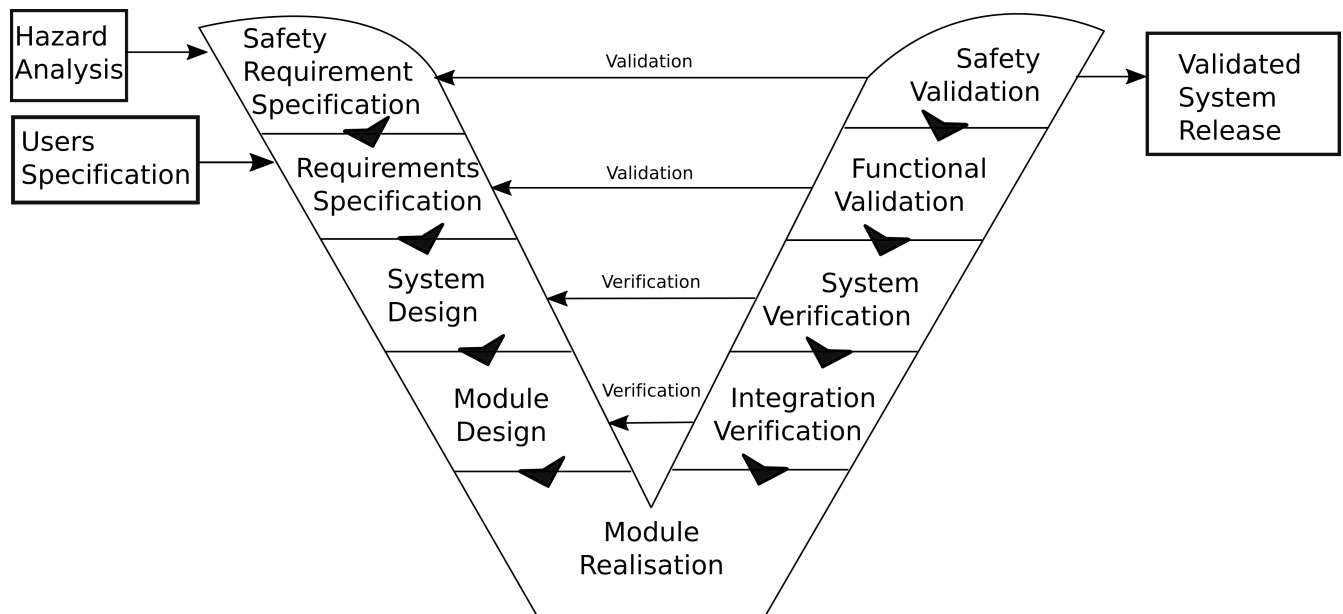 Hazard
Analysis
Users
Specification
Safety
Requirement
Specification
Requirements
Specification
System
Design
Module
Design
Module
Realisation
Validation
Validation
Verification
Verification
Safety
Validation
Functional
Validation
System
Verification
Integration
Verification
Validated
System
Release